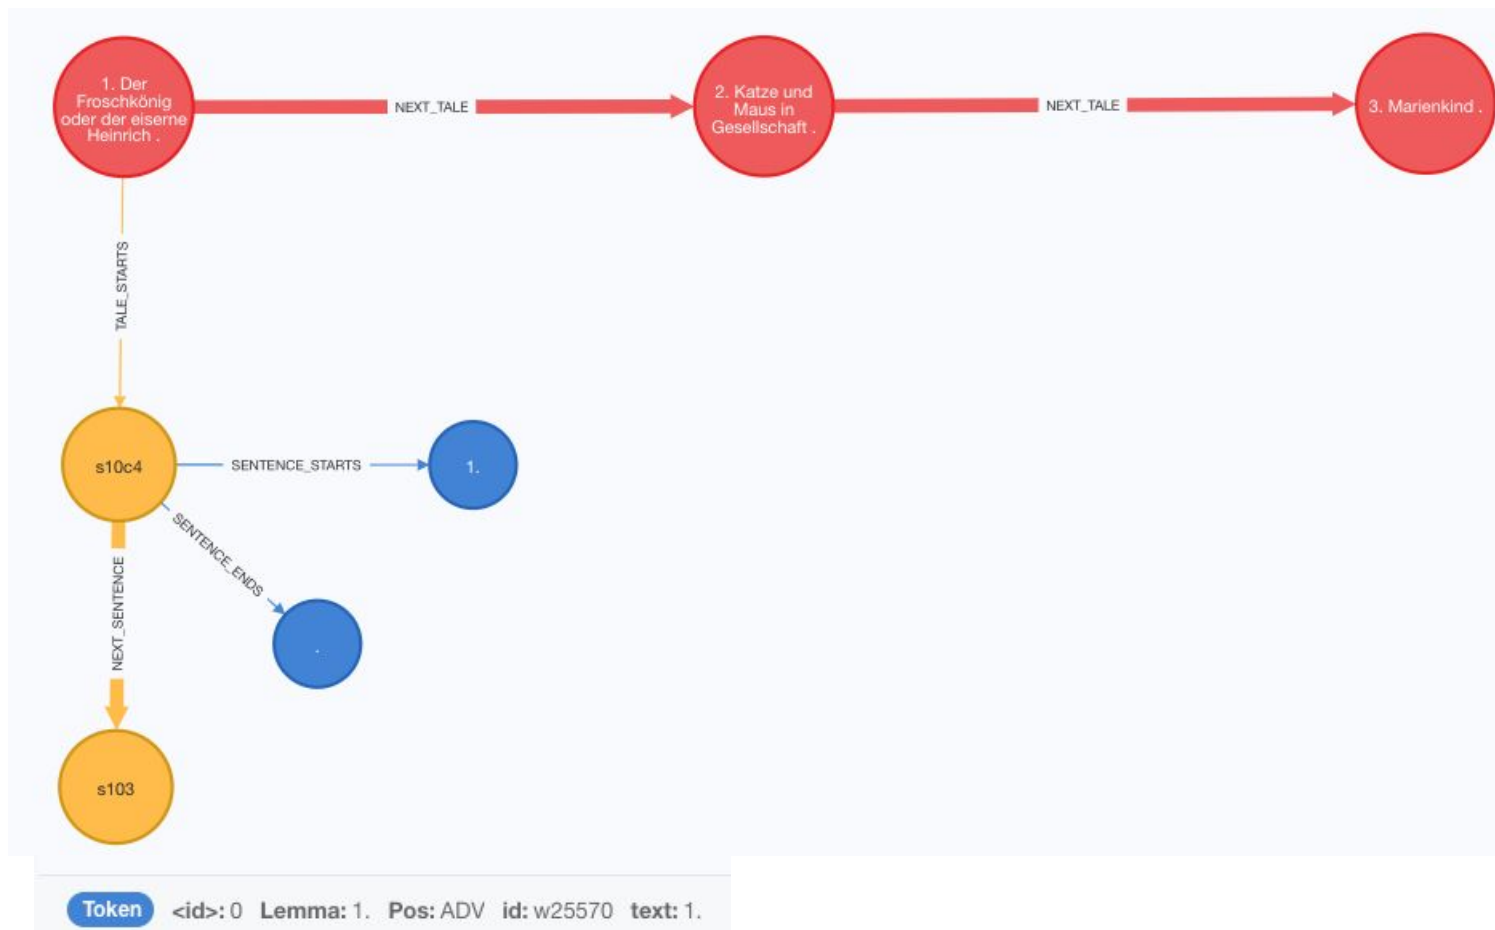 1. Der
Froschkönig
oder der eiserne
Heinrich .
NEXT_TALE
2. Katze und
Maus in
Gesellschaft .
NEXT_TALE
3. Marienkind .
TALE_STARTS
s10c4
SENTENCE_STARTS
1.
SENTENCE_ENDS
.
NEXT_SENTENCE
s103
Token <id>: 0 Lemma: 1. Pos: ADV id: w25570 text: 1.